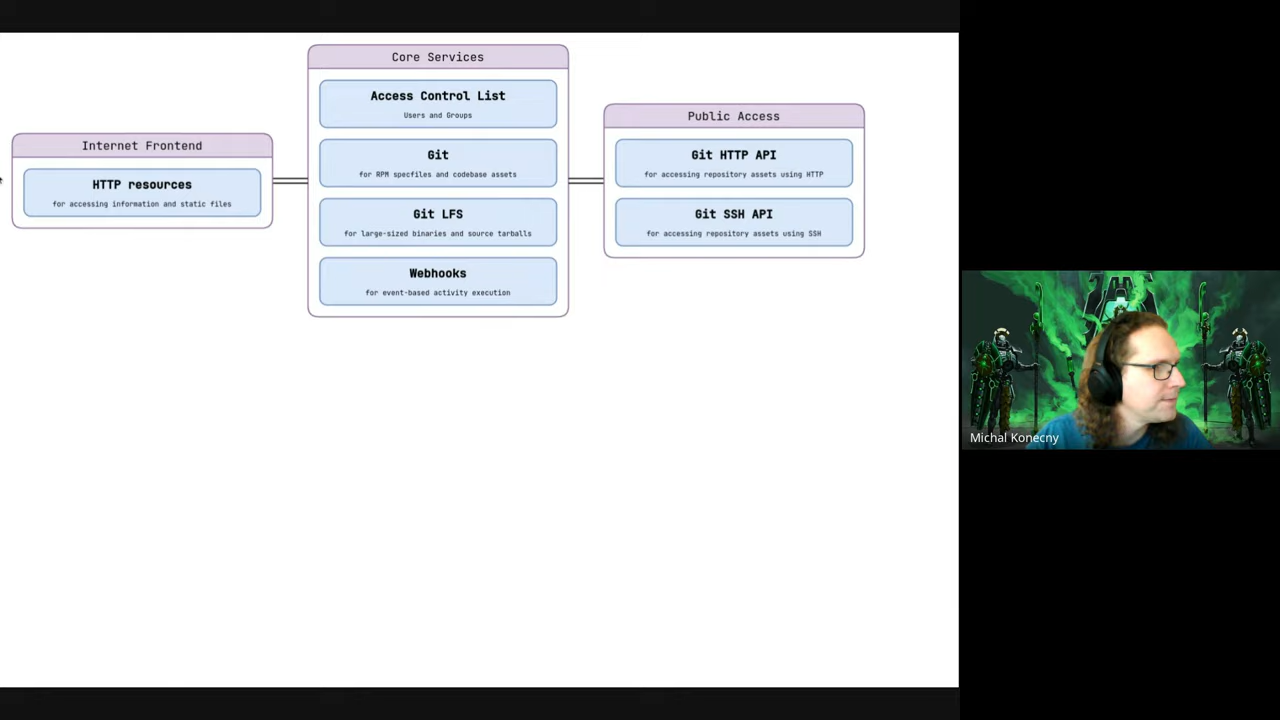 Internet Frontend
HTTP resources
for accessing information and static files
Core Services
Access Control List
Users and Groups
Git
for RPM specfiles and codebase assets
Git LFS
for large-sized binaries and source tarballs
Webhooks
for event-based activity execution
Public Access
Git HTTP API
for accessing repository assets using HTTP
Git SSH API
for accessing repository assets using SSH
Michal Konecny